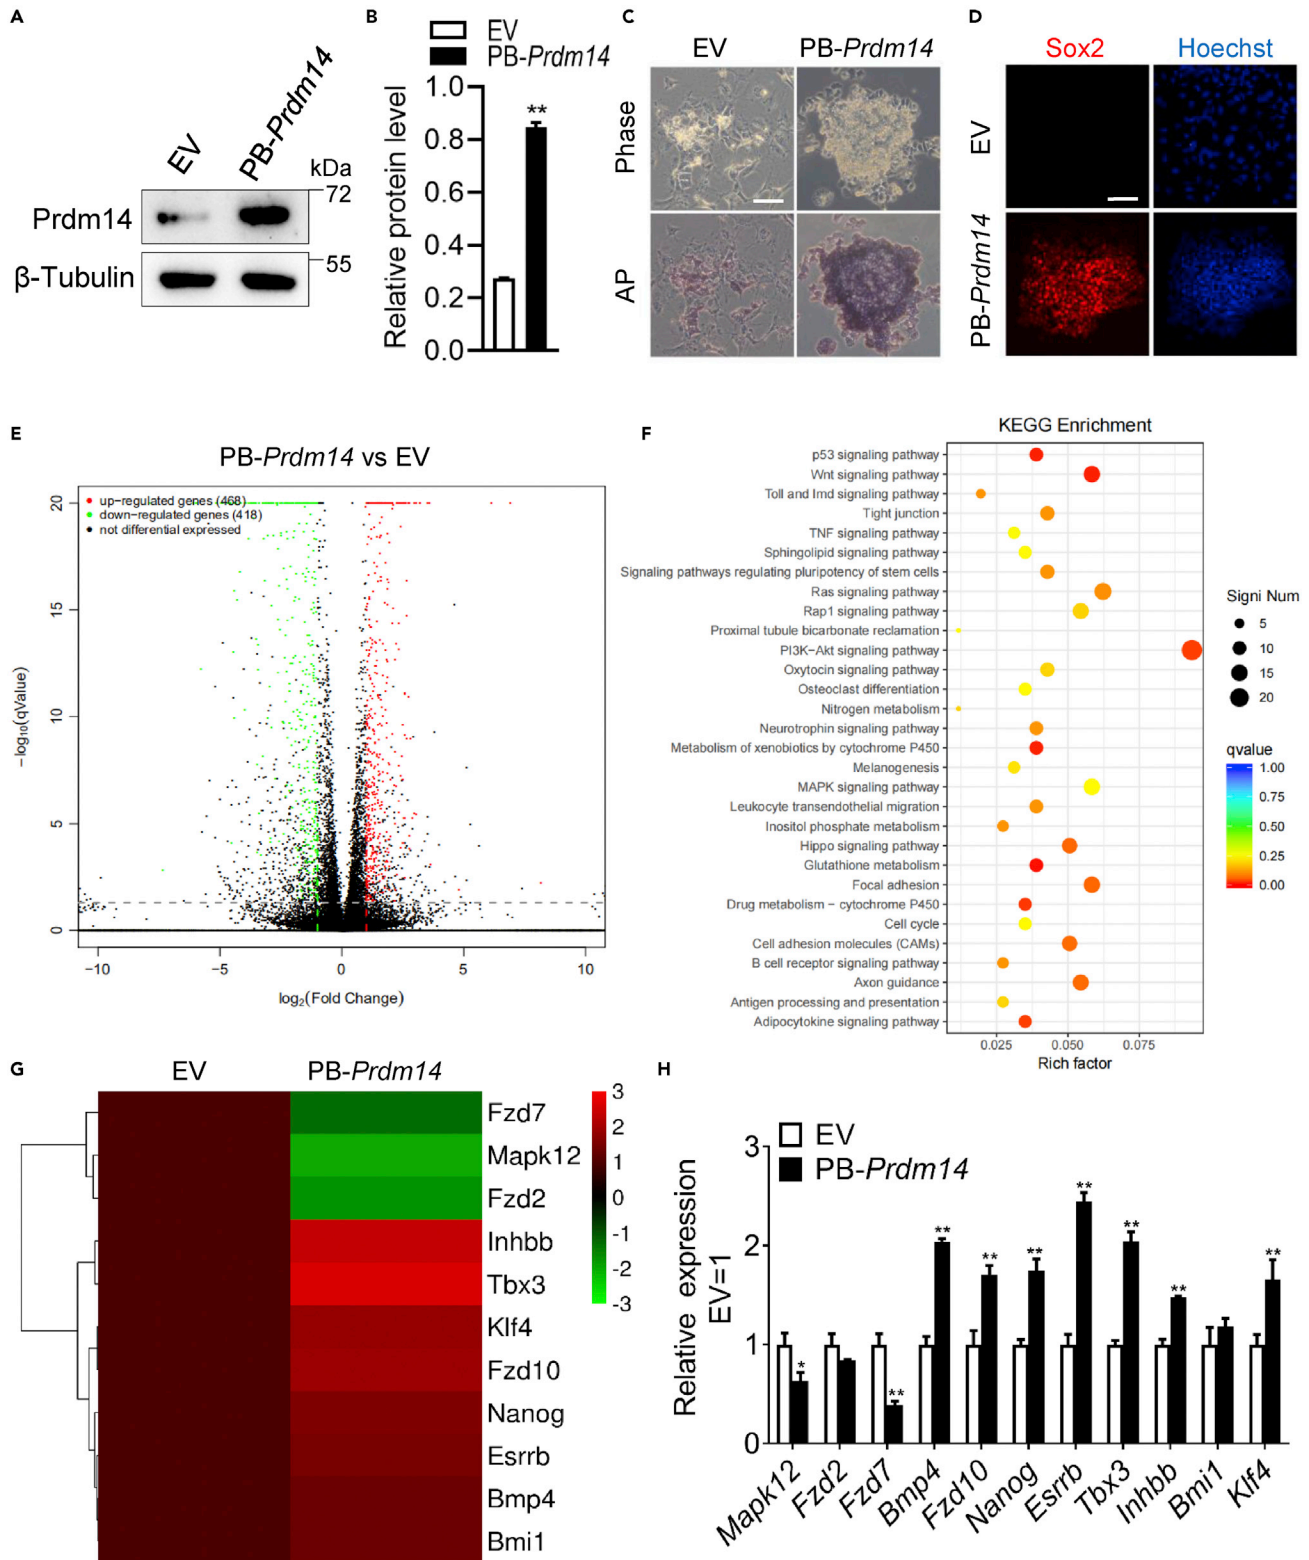 A
EV
PB-Prdm14
kDa
72
Prdm14
55
β-Tubulin
B
EV
PB-Prdm14
Relative protein level
1.0
0.8
0.6
0.4
0.2
0.0
**
C
EV
PB-Prdm14
Phase
AP
D
Sox2
Hoechst
EV
PB-Prdm14
E
PB-Prdm14 vs EV
up-regulated genes (468)
down-regulated genes (418)
not differential expressed
−log10(qValue)
20
15
10
5
0
−10
−5
0
5
10
log2(Fold Change)
F
KEGG Enrichment
p53 signaling pathway
Wnt signaling pathway
Toll and Imd signaling pathway
Tight junction
TNF signaling pathway
Sphingolipid signaling pathway
Signaling pathways regulating pluripotency of stem cells
Ras signaling pathway
Rap1 signaling pathway
Proximal tubule bicarbonate reclamation
PI3K−Akt signaling pathway
Oxytocin signaling pathway
Osteoclast differentiation
Nitrogen metabolism
Neurotrophin signaling pathway
Metabolism of xenobiotics by cytochrome P450
Melanogenesis
MAPK signaling pathway
Leukocyte transendothelial migration
Inositol phosphate metabolism
Hippo signaling pathway
Glutathione metabolism
Focal adhesion
Drug metabolism − cytochrome P450
Cell cycle
Cell adhesion molecules (CAMs)
B cell receptor signaling pathway
Axon guidance
Antigen processing and presentation
Adipocytokine signaling pathway
0.025
0.050
0.075
Rich factor
Signi Num
5
10
15
20
qvalue
1.00
0.75
0.50
0.25
0.00
G
EV
PB-Prdm14
Fzd7
Mapk12
Fzd2
Inhbb
Tbx3
Klf4
Fzd10
Nanog
Esrrb
Bmp4
Bmi1
3
2
1
0
-1
-2
-3
H
EV
PB-Prdm14
Relative expression
EV=1
3
2
1
0
*
**
**
**
**
**
**
**
**
Mapk12
Fzd2
Fzd7
Bmp4
Fzd10
Nanog
Esrrb
Tbx3
Inhbb
Bmi1
Klf4